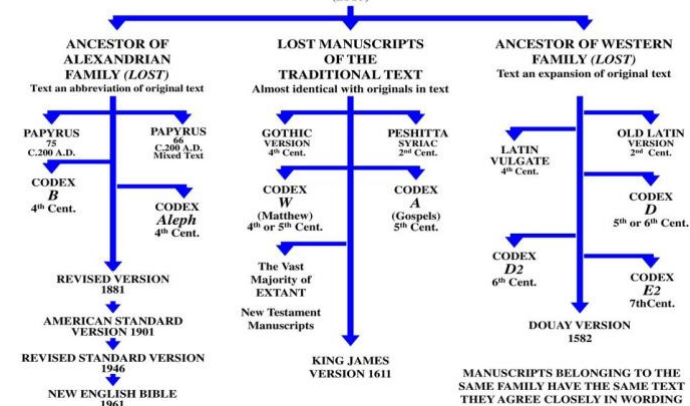 ANCESTOR OF
ALEXANDRIAN
FAMILY (LOST)
Text an abbreviation of original text
PAPYRUS
75
C.200 A.D.
PAPYRUS
66
C.200 A.D.
Mixed Text
CODEX
B
4th Cent.
CODEX
Aleph
4th Cent.
REVISED VERSION
1881
AMERICAN STANDARD
VERSION 1901
REVISED STANDARD VERSION
1946
NEW ENGLISH BIBLE
1961
LOST MANUSCRIPTS
OF THE
TRADITIONAL TEXT
Almost identical with originals in text
GOTHIC
VERSION
4th Cent.
PESHITTA
SYRIAC
2nd Cent.
CODEX
W
(Matthew)
4th or 5th Cent.
CODEX
A
(Gospels)
5th Cent.
The Vast
Majority of
EXTANT
New Testament
Manuscripts
KING JAMES
VERSION 1611
ANCESTOR OF WESTERN
FAMILY (LOST)
Text an expansion of original text
LATIN
VULGATE
4th Cent.
OLD LATIN
VERSION
2nd Cent.
CODEX
D
5th or 6th Cent.
CODEX
D2
6th Cent.
CODEX
E2
7thCent.
DOUAY VERSION
1582
MANUSCRIPTS BELONGING TO THE
SAME FAMILY HAVE THE SAME TEXT
THEY AGREE CLOSELY IN WORDING